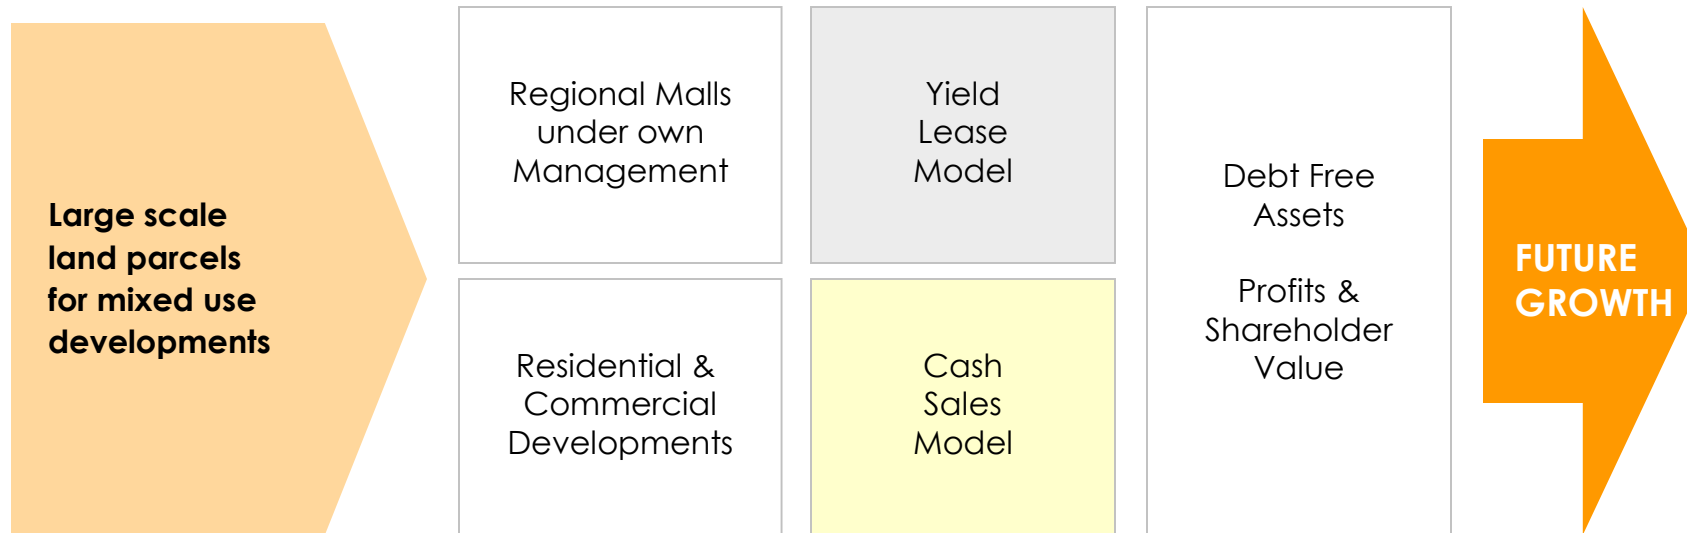 Large scale
land parcels
for mixed use
developments
Regional Malls
under own
Management
Yield
Lease
Model
Residential &
Commercial
Developments
Cash
Sales
Model
Debt Free
Assets
Profits &
Shareholder
Value
FUTURE
GROWTH